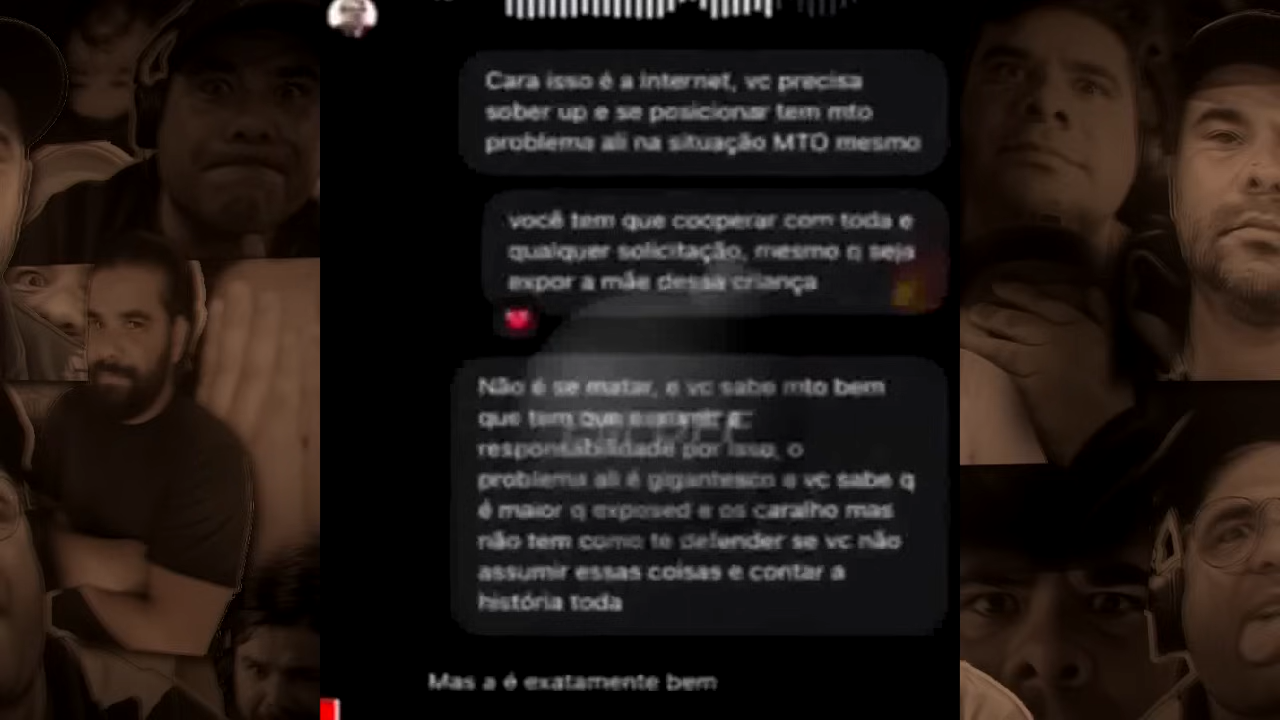 Cara isso é a internet, vc precisa
sober up e se posicionar tem mto
problema ali na situação MTO mesmo
você tem que cooperar com toda e
qualquer solicitação, mesmo q seja
expor a mãe dessa criança
Não é se matar, e vc sabe mto bem
que tem que
responsabilidade por isso, o
problema ali é gigantesco e vc sabe q
é maior q exposed e os caralho mas
não tem como te defender se vc não
assumir essas coisas e contar a
história toda
Mas a é exatamente bem